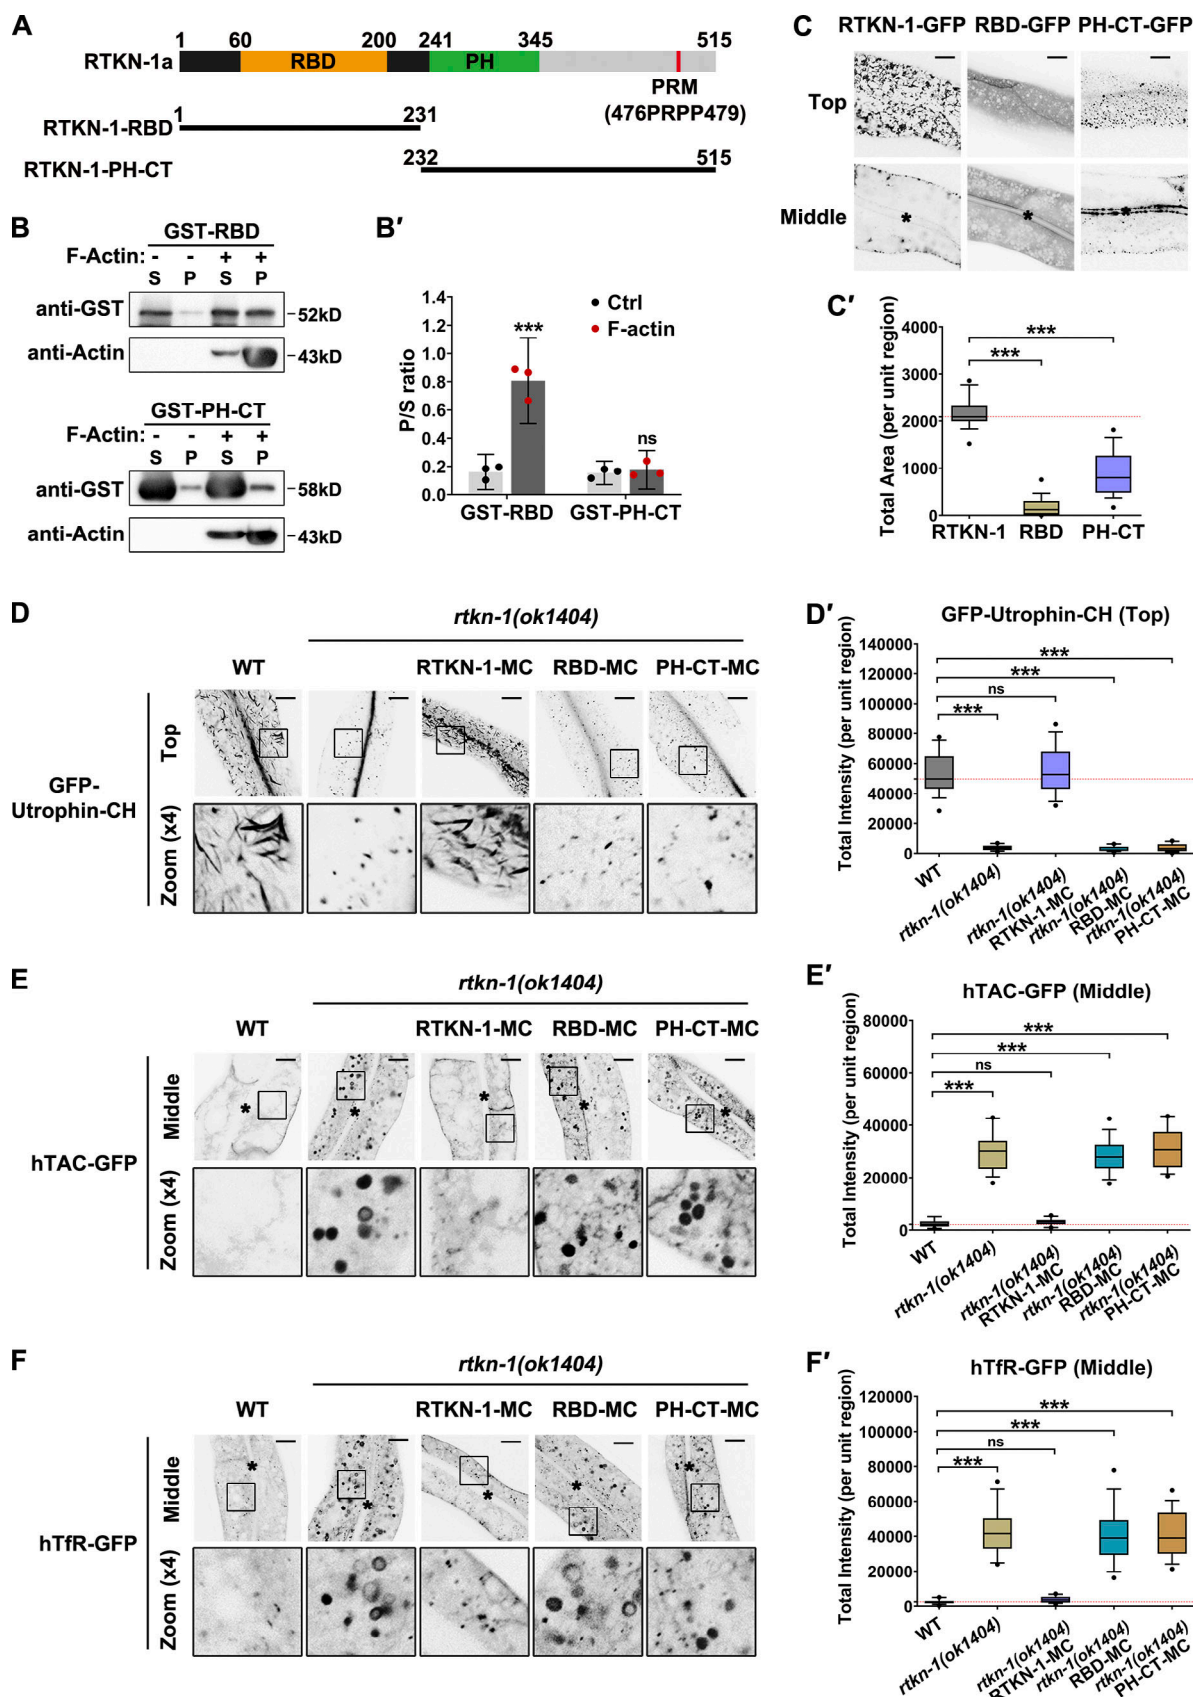 A
1 60 200 241 345 515
RTKN-1a RBD PH
PRM
(476PRPP479)
1 231
RTKN-1-RBD
232 515
RTKN-1-PH-CT
B
GST-RBD
F-Actin: - - + +
S P S P
anti-GST -52kD
anti-Actin -43kD
GST-PH-CT
F-Actin: - - + +
S P S P
anti-GST -58kD
anti-Actin -43kD
B′
1.4
1.2
1.0
0.8
0.6
0.4
0.2
0.0
P/S ratio
Ctrl
F-actin
***
ns
GST-RBD GST-PH-CT
C
RTKN-1-GFP RBD-GFP PH-CT-GFP
Top
Middle
*
*
*
C′
Total Area (per unit region)
4000
3000
2000
1000
0
***
***
RTKN-1 RBD PH-CT
D
rtkn-1(ok1404)
WT RTKN-1-MC RBD-MC PH-CT-MC
GFP-
Utrophin-CH
Top
Zoom (x4)
D′
GFP-Utrophin-CH (Top)
Total Intensity (per unit region)
140000
120000
100000
80000
60000
40000
20000
0
***
***
ns
***
WT
rtkn-1(ok1404)
rtkn-1(ok1404)
RTKN-1-MC
rtkn-1(ok1404)
RBD-MC
rtkn-1(ok1404)
PH-CT-MC
E
rtkn-1(ok1404)
WT RTKN-1-MC RBD-MC PH-CT-MC
hTAC-GFP
Middle
Zoom (x4)
* * * * *
E′
hTAC-GFP (Middle)
Total Intensity (per unit region)
80000
60000
40000
20000
0
***
***
ns
***
WT
rtkn-1(ok1404)
rtkn-1(ok1404)
RTKN-1-MC
rtkn-1(ok1404)
RBD-MC
rtkn-1(ok1404)
PH-CT-MC
F
rtkn-1(ok1404)
WT RTKN-1-MC RBD-MC PH-CT-MC
hTfR-GFP
Middle
Zoom (x4)
* * * * *
F′
hTfR-GFP (Middle)
Total Intensity (per unit region)
120000
100000
80000
60000
40000
20000
0
***
***
ns
***
WT
rtkn-1(ok1404)
rtkn-1(ok1404)
RTKN-1-MC
rtkn-1(ok1404)
RBD-MC
rtkn-1(ok1404)
PH-CT-MC